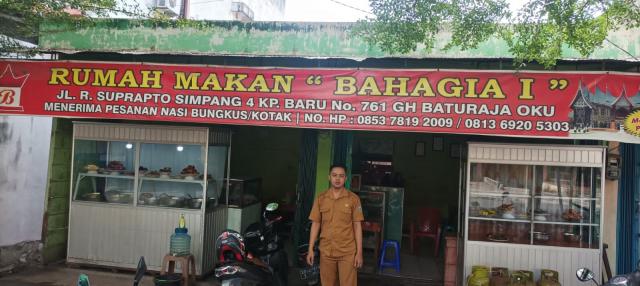 RUMAH MAKAN “ BAHAGIA I ”
JL. R. SUPRAPTO SIMPANG 4 KP. BARU No. 761 GH BATURAJA OKU
MENERIMA PESANAN NASI BUNGKUS/KOTAK | NO. HP : 0853 7819 2009 / 0813 6920 5303
B